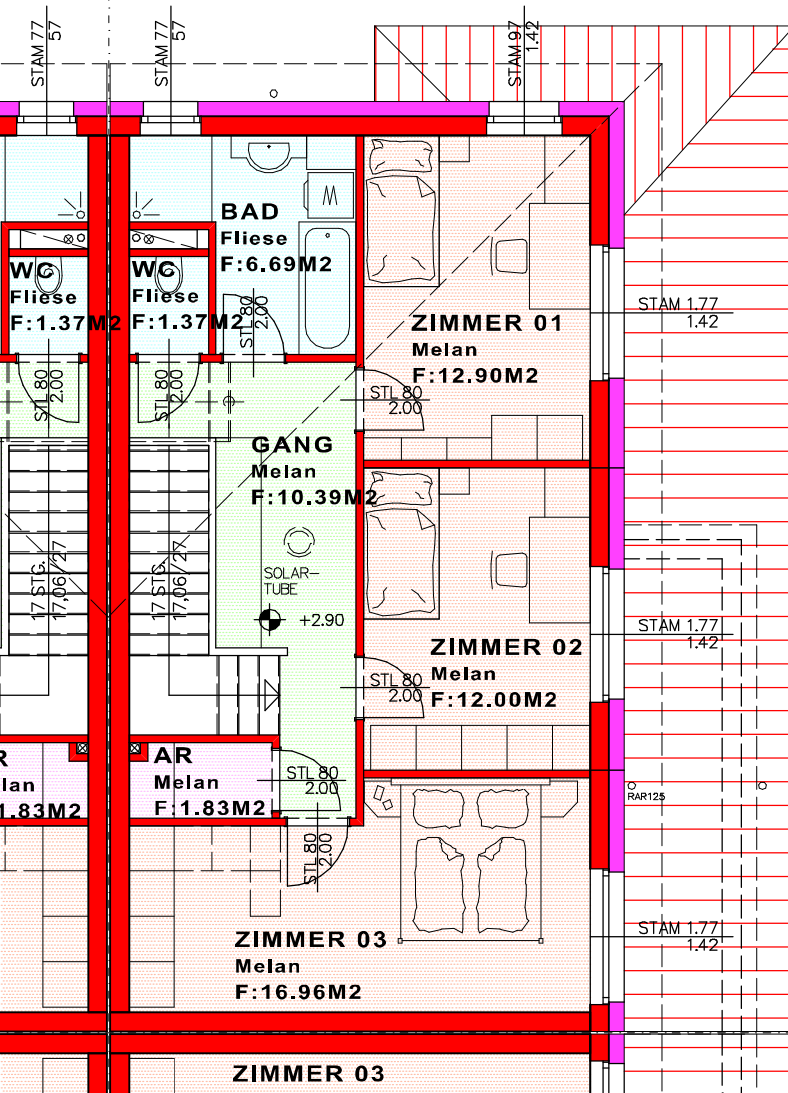 STAM 77
57
STAM 77
57
STAM 97
1.42
BAD
Fliese
F:6.69M2
WC
Fliese
F:1.37M2
WC
Fliese
F:1.37M2
STL 80
2.00
ZIMMER 01
Melan
F:12.90M2
STAM 1.77
1.42
STL 80
2.00
STL 80
2.00
STL 80
2.00
GANG
Melan
F:10.39M2
SOLAR-
TUBE
+2.90
17 STG.
17,06/27
17 STG.
17,06/27
ZIMMER 02
Melan
F:12.00M2
STAM 1.77
1.42
STL 80
2.00
R
lan
1.83M2
AR
Melan
F:1.83M2
STL 80
2.00
STL 80
2.00
RAR125
ZIMMER 03
Melan
F:16.96M2
STAM 1.77
1.42
ZIMMER 03